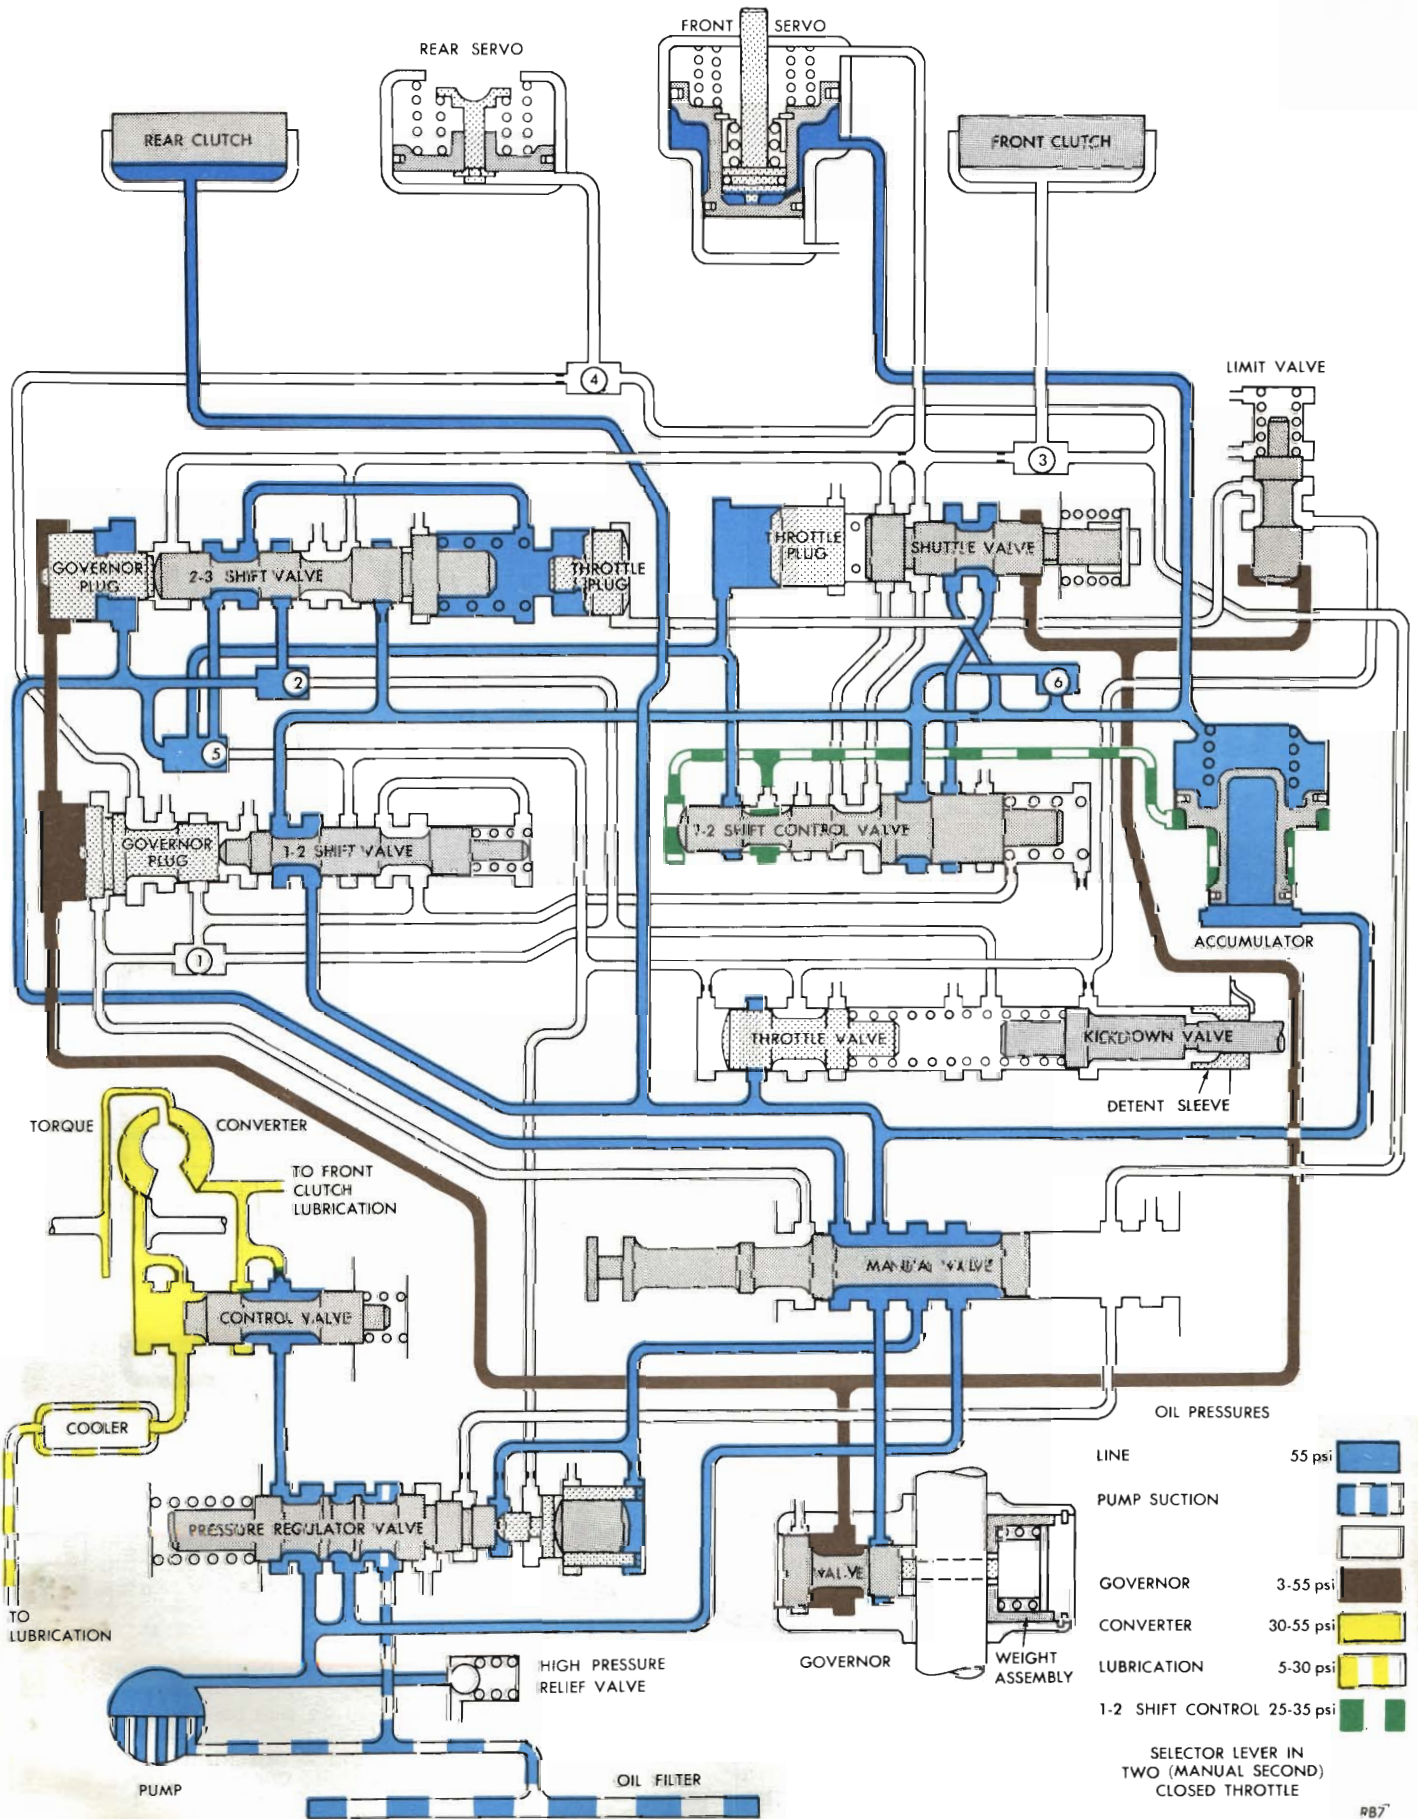 FRONT SERVO
REAR SERVO
REAR CLUTCH
FRONT CLUTCH
LIMIT VALVE
4
3
GOVERNOR
PLUG
2-3 SHIFT VALVE
THROTTLE
PLUG
THROTTLE
PLUG
SHUTTLE VALVE
2
6
5
GOVERNOR
PLUG
1-2 SHIFT VALVE
1-2 SHIFT CONTROL VALVE
ACCUMULATOR
1
THROTTLE VALVE
KICKDOWN VALVE
DETENT SLEEVE
TORQUE CONVERTER
TO FRONT
CLUTCH
LUBRICATION
MANUAL VALVE
CONTROL VALVE
COOLER
OIL PRESSURES
LINE 55 psi
PUMP SUCTION
GOVERNOR 3-55 psi
CONVERTER 30-55 psi
LUBRICATION 5-30 psi
1-2 SHIFT CONTROL 25-35 psi
PRESSURE REGULATOR VALVE
VALVE
TO
LUBRICATION
GOVERNOR
WEIGHT
ASSEMBLY
HIGH PRESSURE
RELIEF VALVE
PUMP
OIL FILTER
SELECTOR LEVER IN
TWO (MANUAL SECOND)
CLOSED THROTTLE
RB7